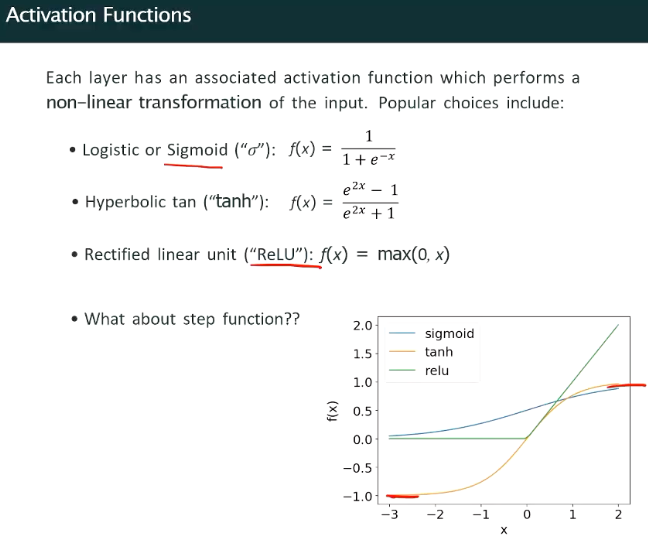 Activation Functions
Each layer has an associated activation function which performs a
non-linear transformation of the input. Popular choices include:
• Logistic or Sigmoid (“σ”): f(x) = 1 / (1 + e^−x)
• Hyperbolic tan (“tanh”): f(x) = (e^2x − 1) / (e^2x + 1)
• Rectified linear unit (“ReLU”): f(x) = max(0, x)
• What about step function??
sigmoid
tanh
relu
2.0
1.5
1.0
0.5
0.0
−0.5
−1.0
f(x)
−3 −2 −1 0 1 2
x